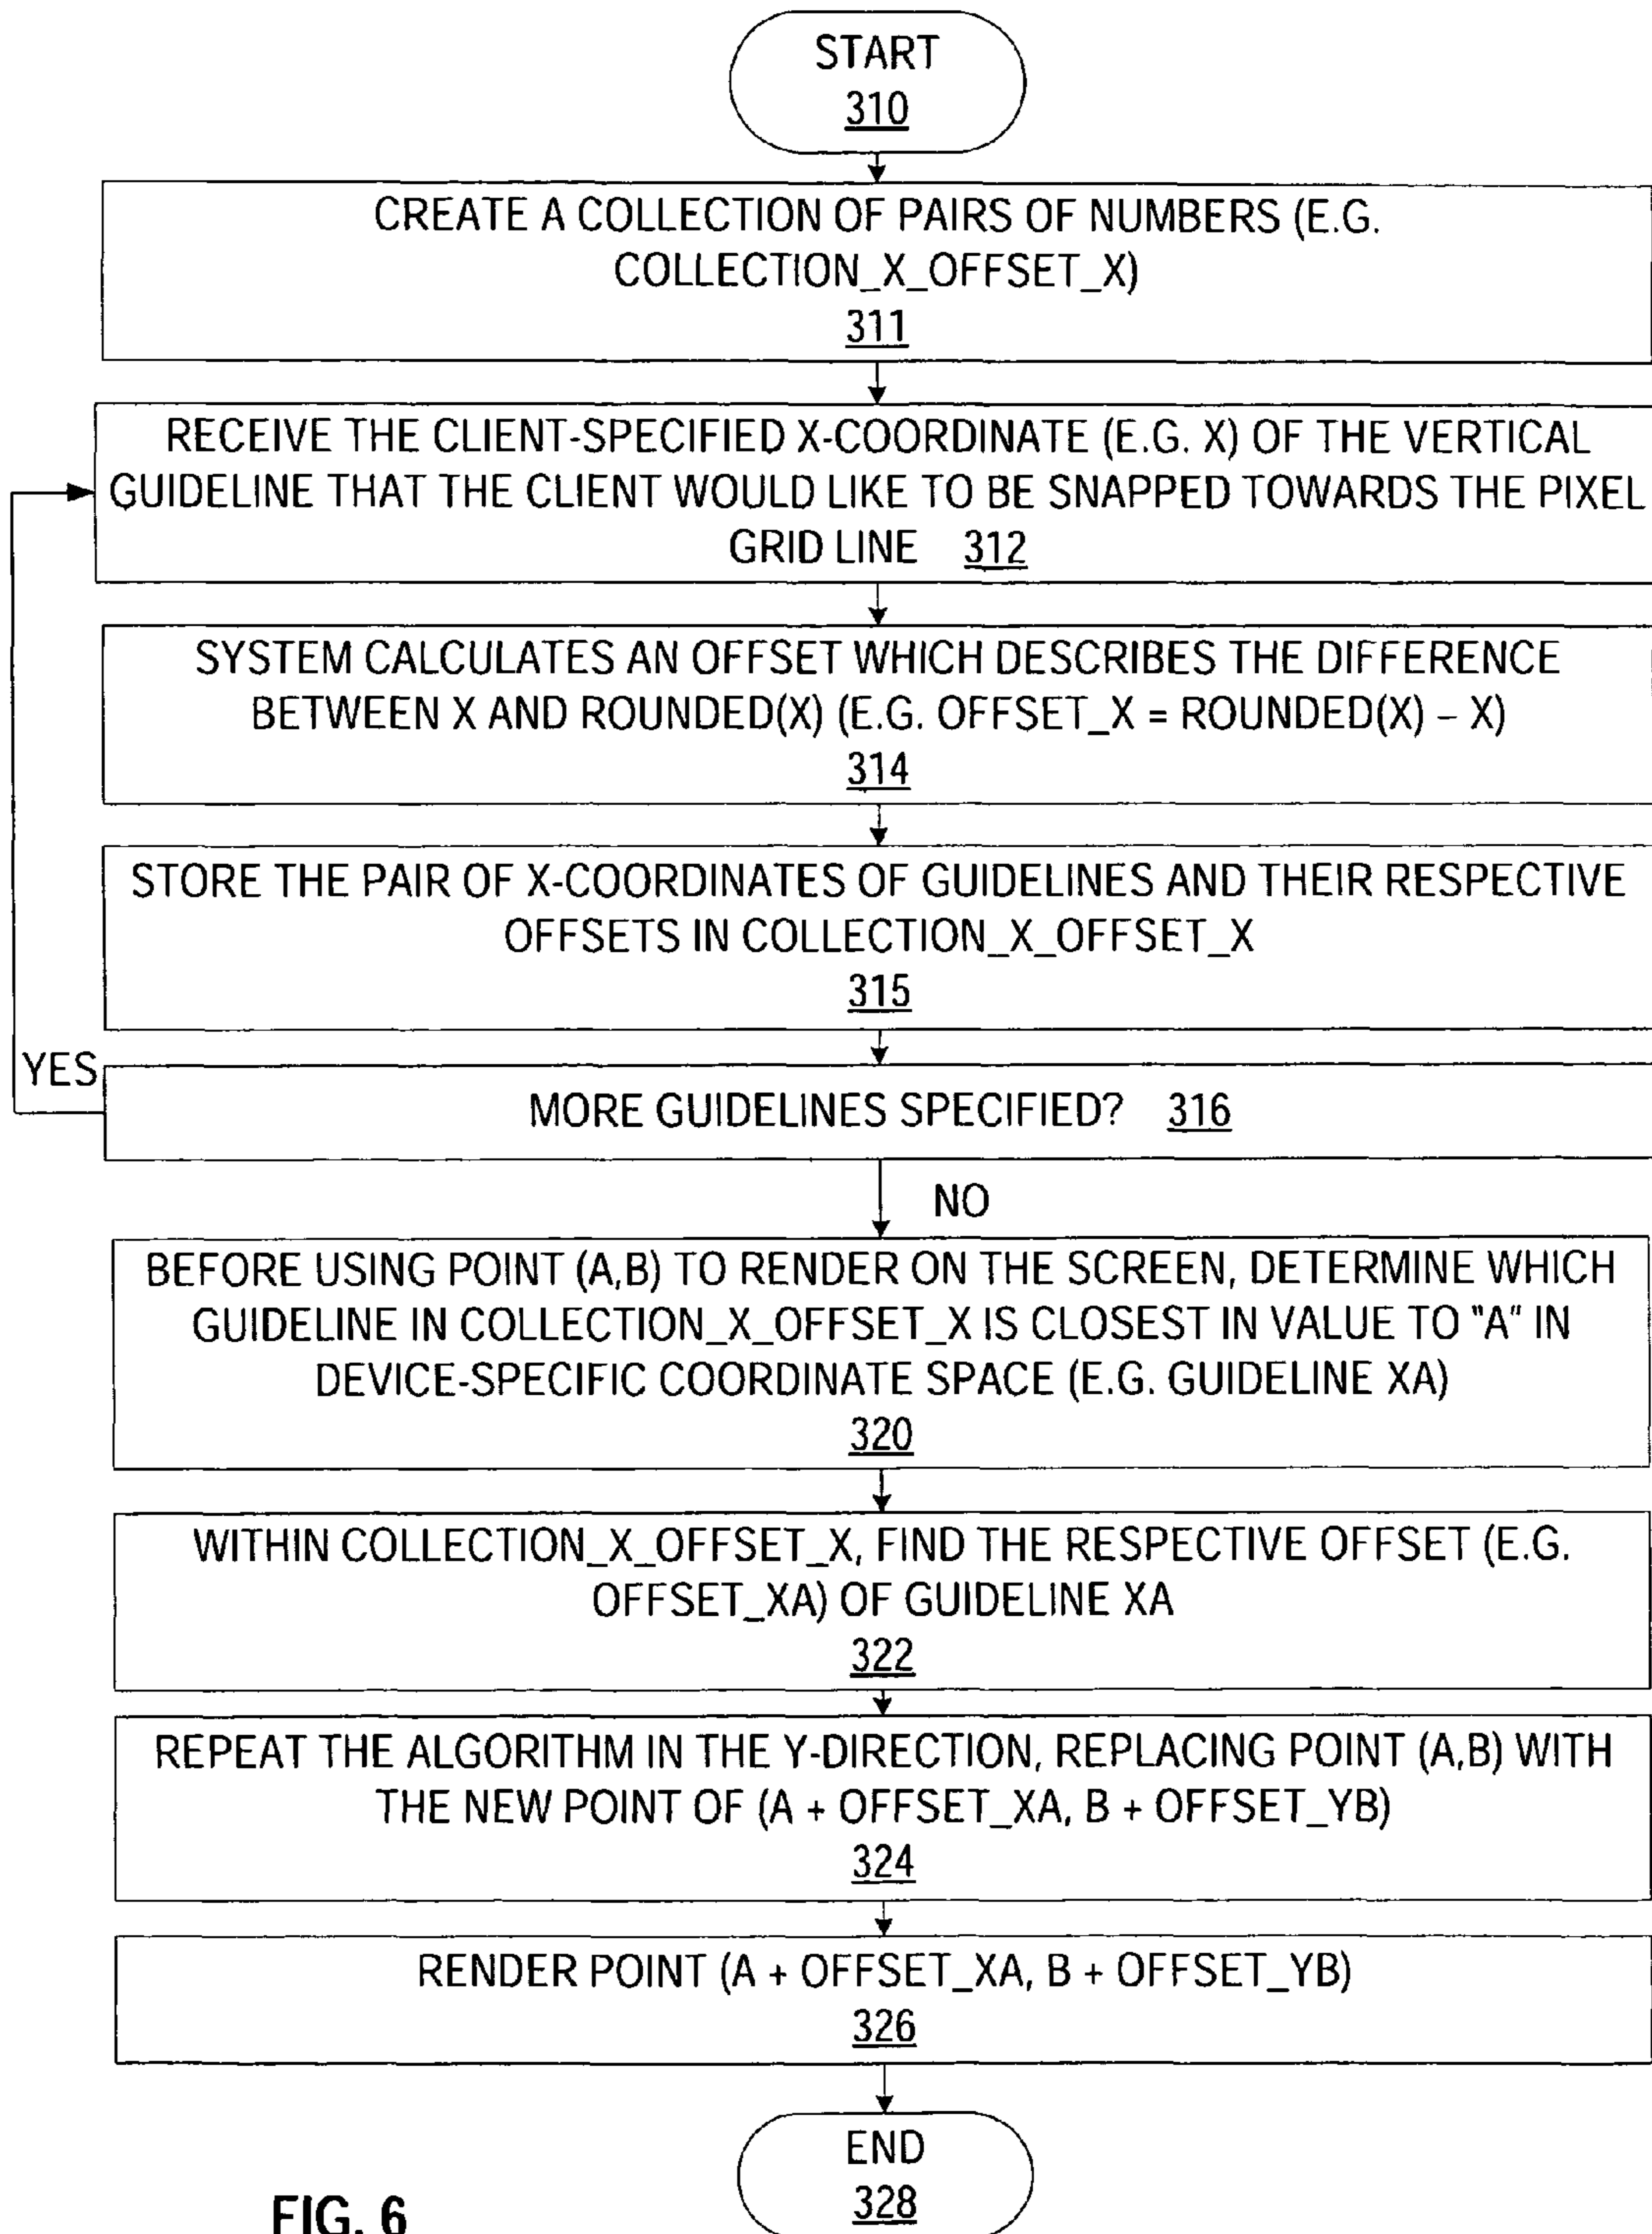 START
310
CREATE A COLLECTION OF PAIRS OF NUMBERS (E.G.
COLLECTION_X_OFFSET_X)
311
RECEIVE THE CLIENT-SPECIFIED X-COORDINATE (E.G. X) OF THE VERTICAL
GUIDELINE THAT THE CLIENT WOULD LIKE TO BE SNAPPED TOWARDS THE PIXEL
GRID LINE 312
SYSTEM CALCULATES AN OFFSET WHICH DESCRIBES THE DIFFERENCE
BETWEEN X AND ROUNDED(X) (E.G. OFFSET_X = ROUNDED(X) – X)
314
STORE THE PAIR OF X-COORDINATES OF GUIDELINES AND THEIR RESPECTIVE
OFFSETS IN COLLECTION_X_OFFSET_X
315
YES
MORE GUIDELINES SPECIFIED? 316
NO
BEFORE USING POINT (A,B) TO RENDER ON THE SCREEN, DETERMINE WHICH
GUIDELINE IN COLLECTION_X_OFFSET_X IS CLOSEST IN VALUE TO "A" IN
DEVICE-SPECIFIC COORDINATE SPACE (E.G. GUIDELINE XA)
320
WITHIN COLLECTION_X_OFFSET_X, FIND THE RESPECTIVE OFFSET (E.G.
OFFSET_XA) OF GUIDELINE XA
322
REPEAT THE ALGORITHM IN THE Y-DIRECTION, REPLACING POINT (A,B) WITH
THE NEW POINT OF (A + OFFSET_XA, B + OFFSET_YB)
324
RENDER POINT (A + OFFSET_XA, B + OFFSET_YB)
326
END
328
FIG. 6